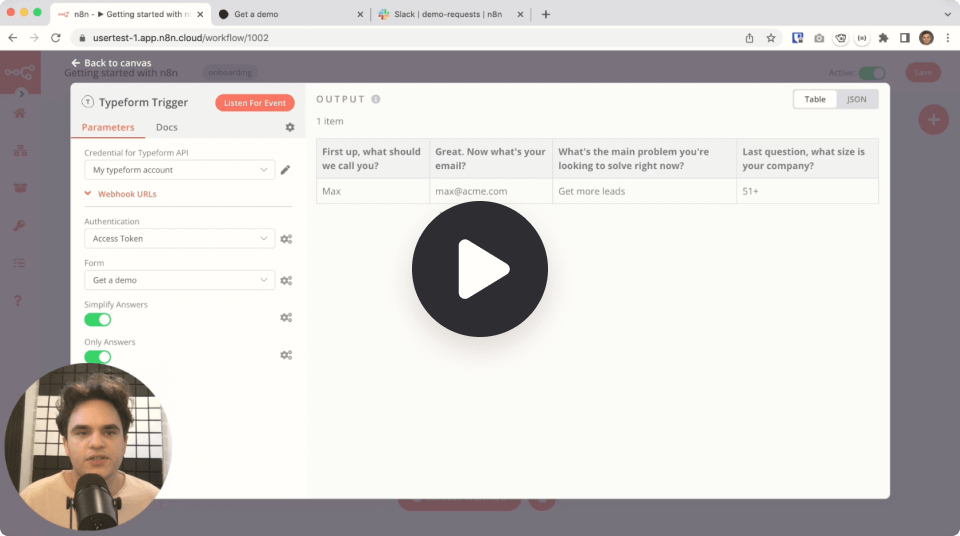 n8n - ▶ Getting started with n
Get a demo
Slack | demo-requests | n8n
usertest-1.app.n8n.cloud/workflow/1002
Back to canvas
Getting started with n8n
onboarding
Active:
Save
Typeform Trigger
Listen For Event
Parameters
Docs
Credential for Typeform API
My typeform account
Webhook URLs
Authentication
Access Token
Form
Get a demo
Simplify Answers
Only Answers
OUTPUT
Table
JSON
1 item
First up, what should we call you?
Great. Now what's your email?
What's the main problem you're looking to solve right now?
Last question, what size is your company?
Max
max@acme.com
Get more leads
51+